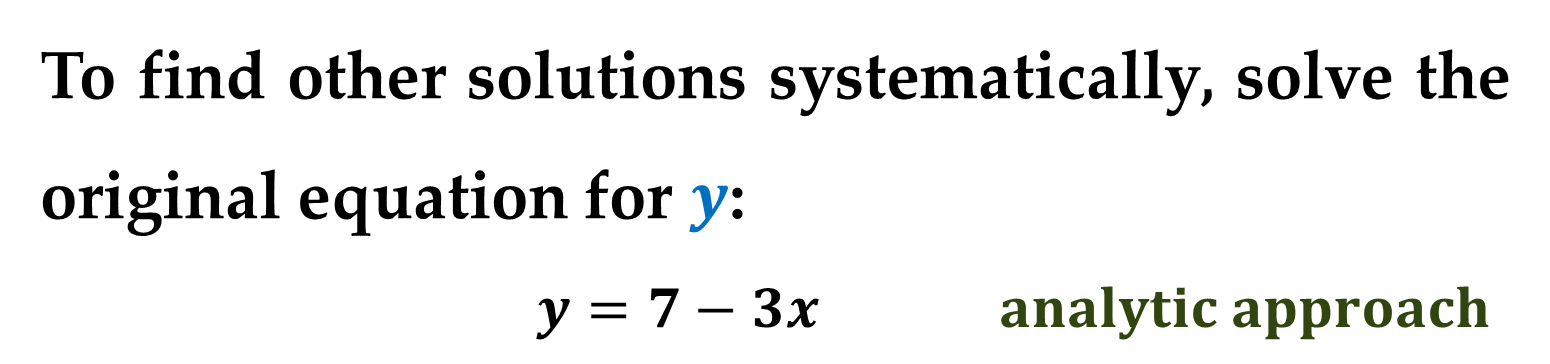 To find other solutions systematically, solve the
original equation for y:
y = 7 − 3x analytic approach